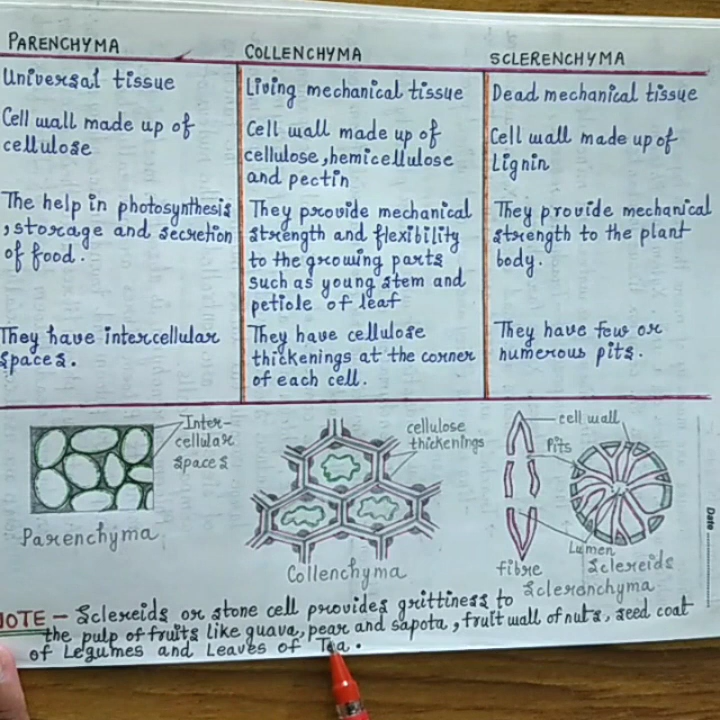 PARENCHYMA
COLLENCHYMA
SCLERENCHYMA
Universal tissue
Cell wall made up of
cellulose
The help in photosynthesis
, storage and secretion
of food.
They have intercellular
spaces.
Living mechanical tissue
Cell wall made up of
cellulose, hemicellulose
and pectin
They provide mechanical
strength and flexibility
to the growing parts
such as young stem and
petiole of leaf
They have cellulose
thickenings at the corner
of each cell.
Dead mechanical tissue
Cell wall made up of
Lignin
They provide mechanical
strength to the plant
body.
They have few or
numerous pits.
Inter-
cellular
spaces
Parenchyma
cellulose
thickenings
Collenchyma
cell wall
Pits
Lumen
fibre
Sclereids
Sclerenchyma
Date
NOTE – Sclereids or stone cell provides grittiness to
the pulp of fruits like guava, pear and sapota, fruit wall of nuts, seed coat
of Legumes and Leaves of Tea.